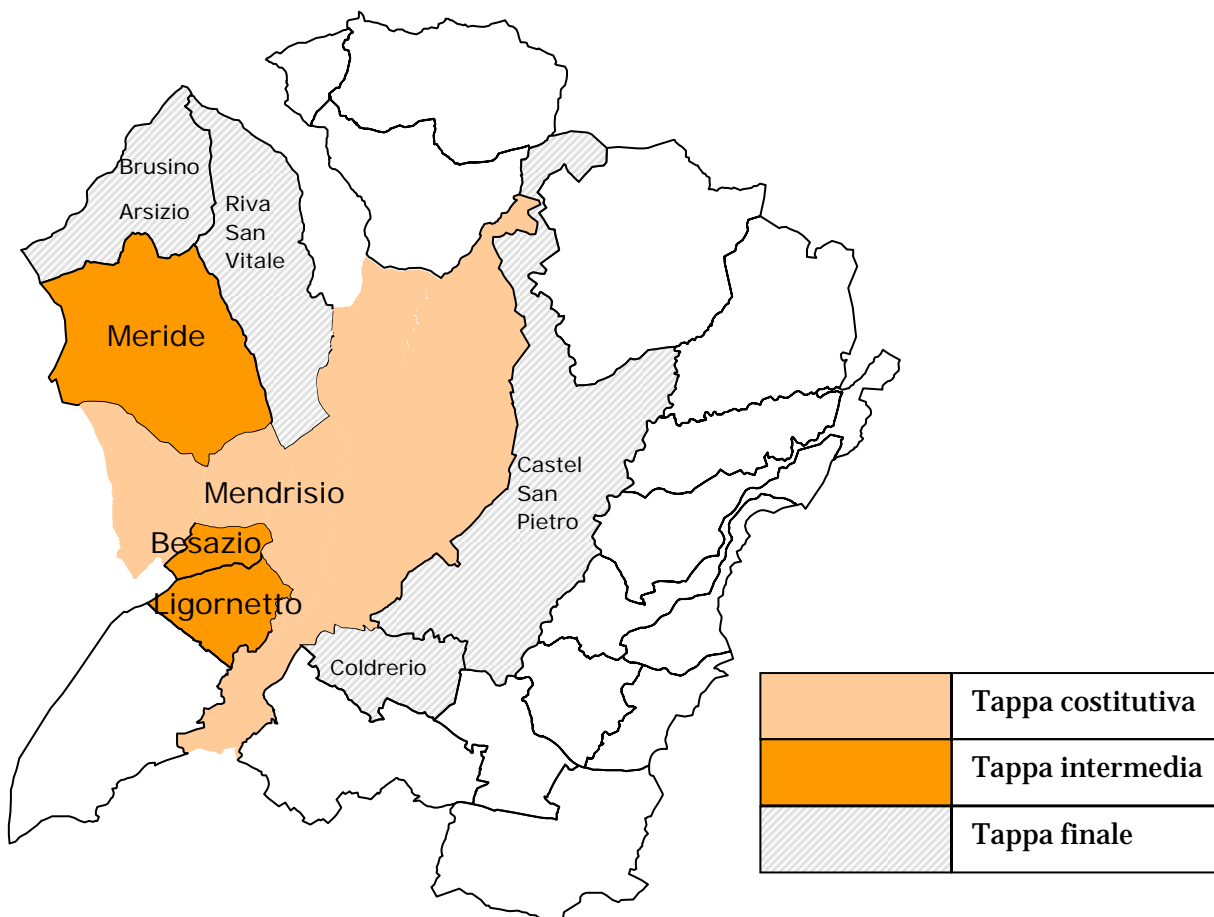 Brusino
Arsizio
Riva
San
Vitale
Meride
Mendrisio
Castel
San
Pietro
Besazio
Ligornetto
Coldrerio
Tappa costitutiva
Tappa intermedia
Tappa finale